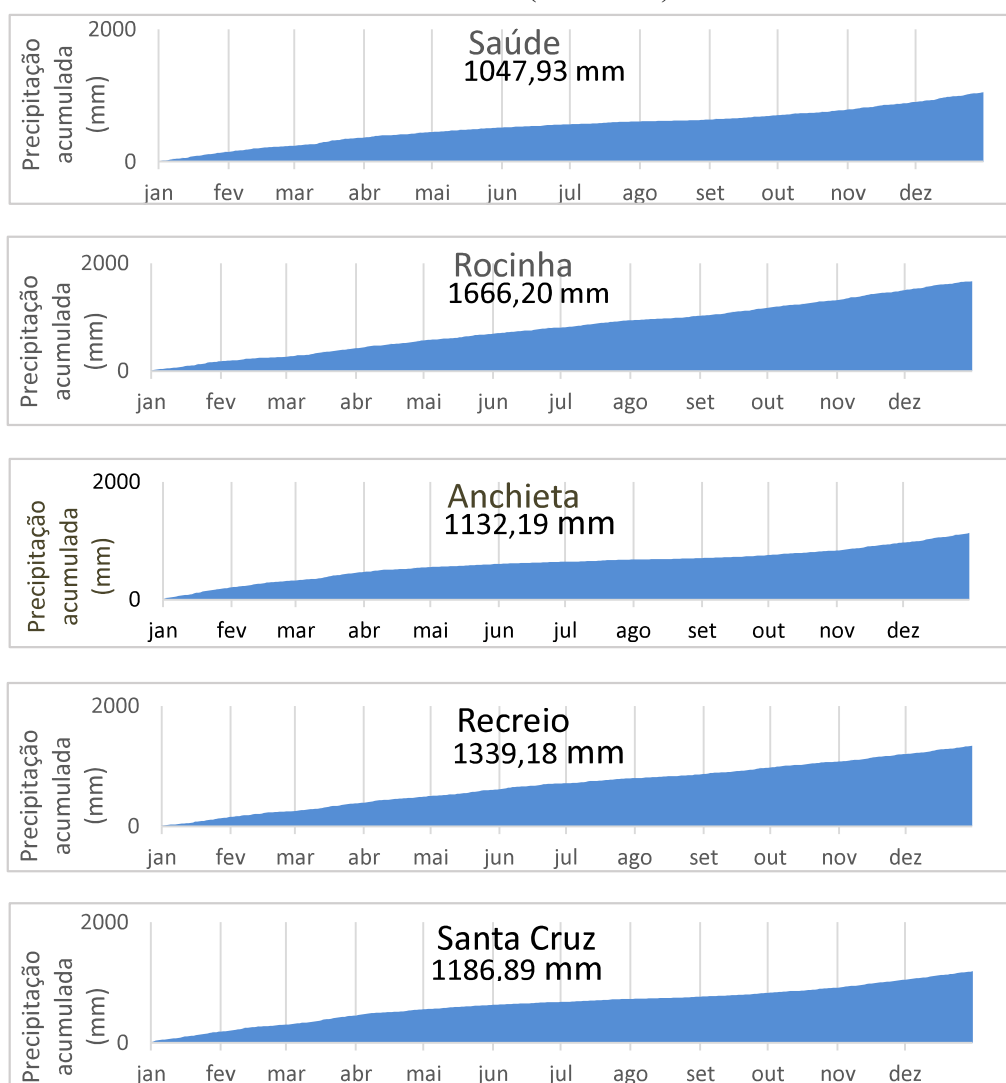 Precipitação
acumulada
(mm)
2000
0
Saúde
1047,93 mm
jan fev mar abr mai jun jul ago set out nov dez
Precipitação
acumulada
(mm)
2000
0
Rocinha
1666,20 mm
jan fev mar abr mai jun jul ago set out nov dez
Precipitação
acumulada
(mm)
2000
0
Anchieta
1132,19 mm
jan fev mar abr mai jun jul ago set out nov dez
Precipitação
acumulada
(mm)
2000
0
Recreio
1339,18 mm
jan fev mar abr mai jun jul ago set out nov dez
Precipitação
acumulada
(mm)
2000
0
Santa Cruz
1186,89 mm
jan fev mar abr mai jun jul ago set out nov dez